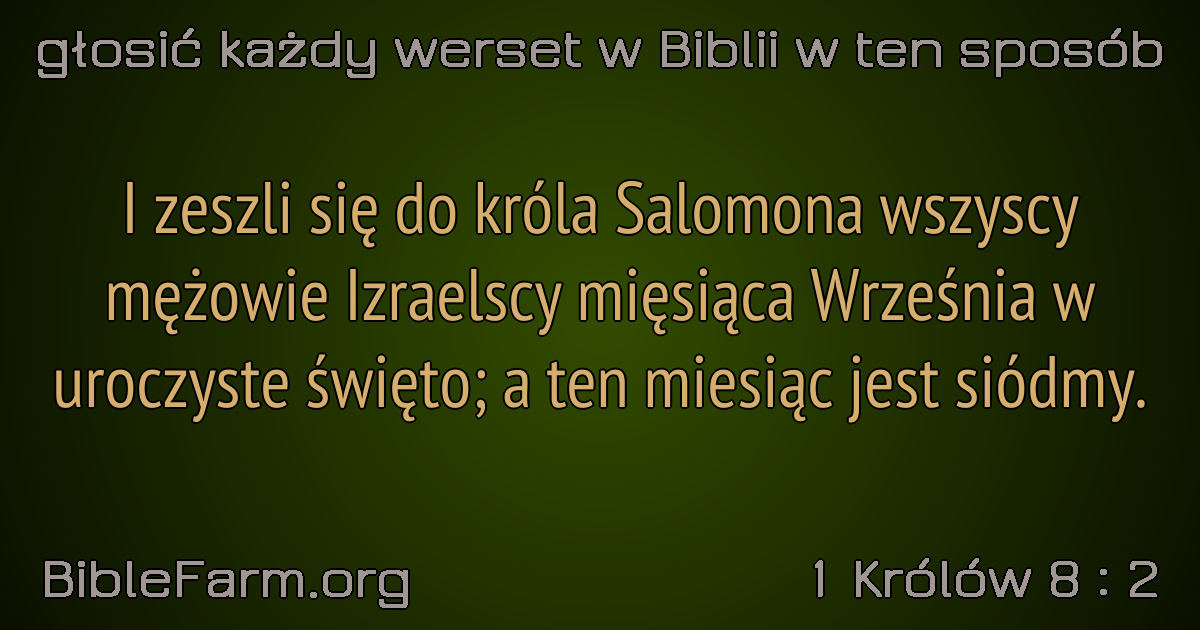 głosić każdy werset w Biblii w ten sposób
I zeszli się do króla Salomona wszyscy
mężowie Izraelscy mięsiąca Września w
uroczyste święto; a ten miesiąc jest siódmy.
BibleFarm.org
1 Królów 8 : 2